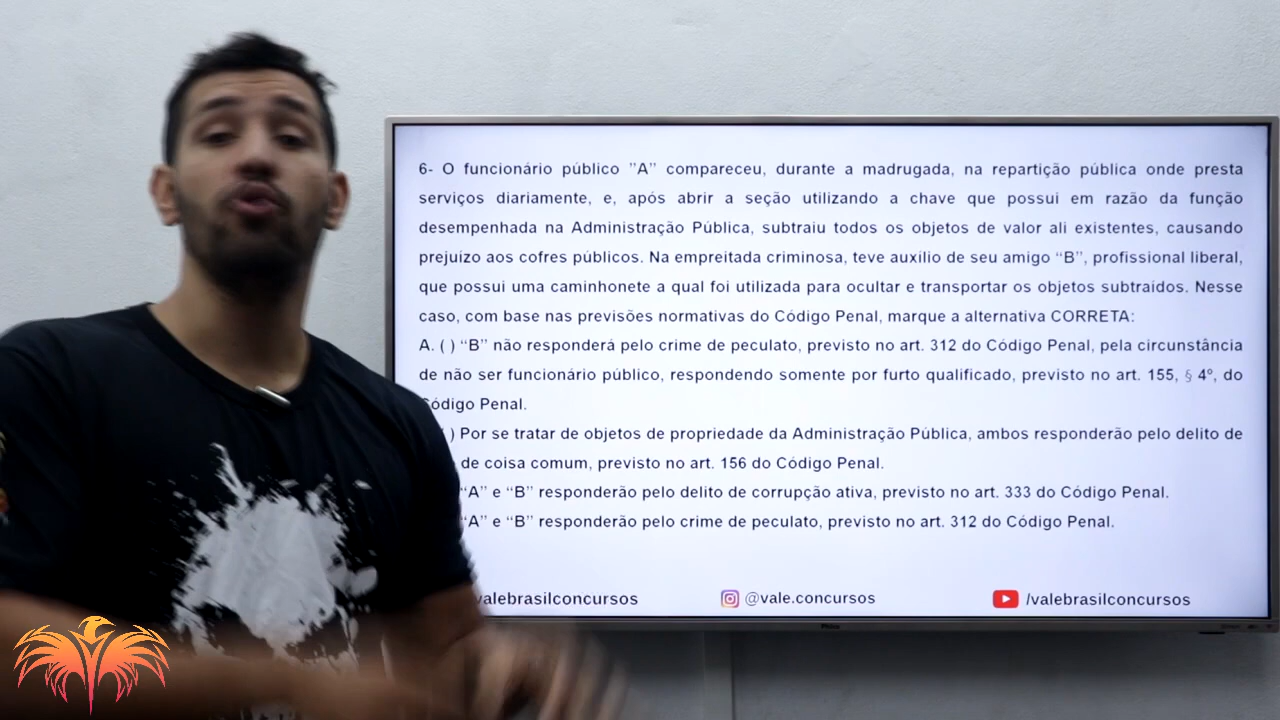 6- O funcionário público ”A” compareceu, durante a madrugada, na repartição pública onde presta
serviços diariamente, e, após abrir a seção utilizando a chave que possui em razão da função
desempenhada na Administração Pública, subtraiu todos os objetos de valor ali existentes, causando
prejuízo aos cofres públicos. Na empreitada criminosa, teve auxílio de seu amigo “B”, profissional liberal,
que possui uma caminhonete a qual foi utilizada para ocultar e transportar os objetos subtraídos. Nesse
caso, com base nas previsões normativas do Código Penal, marque a alternativa CORRETA:
A. ( ) “B” não responderá pelo crime de peculato, previsto no art. 312 do Código Penal, pela circunstância
de não ser funcionário público, respondendo somente por furto qualificado, previsto no art. 155, § 4º, do
Código Penal.
) Por se tratar de objetos de propriedade da Administração Pública, ambos responderão pelo delito de
de coisa comum, previsto no art. 156 do Código Penal.
“A” e “B” responderão pelo delito de corrupção ativa, previsto no art. 333 do Código Penal.
“A” e “B” responderão pelo crime de peculato, previsto no art. 312 do Código Penal.
valebrasilconcursos @vale.concursos /valebrasilconcursos